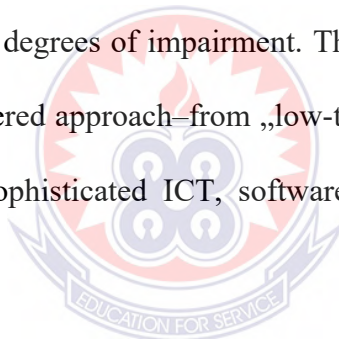 degrees of impairment. Th
ered approach–from „low-t
ophisticated ICT, software
EDUCATION FOR SERVICE